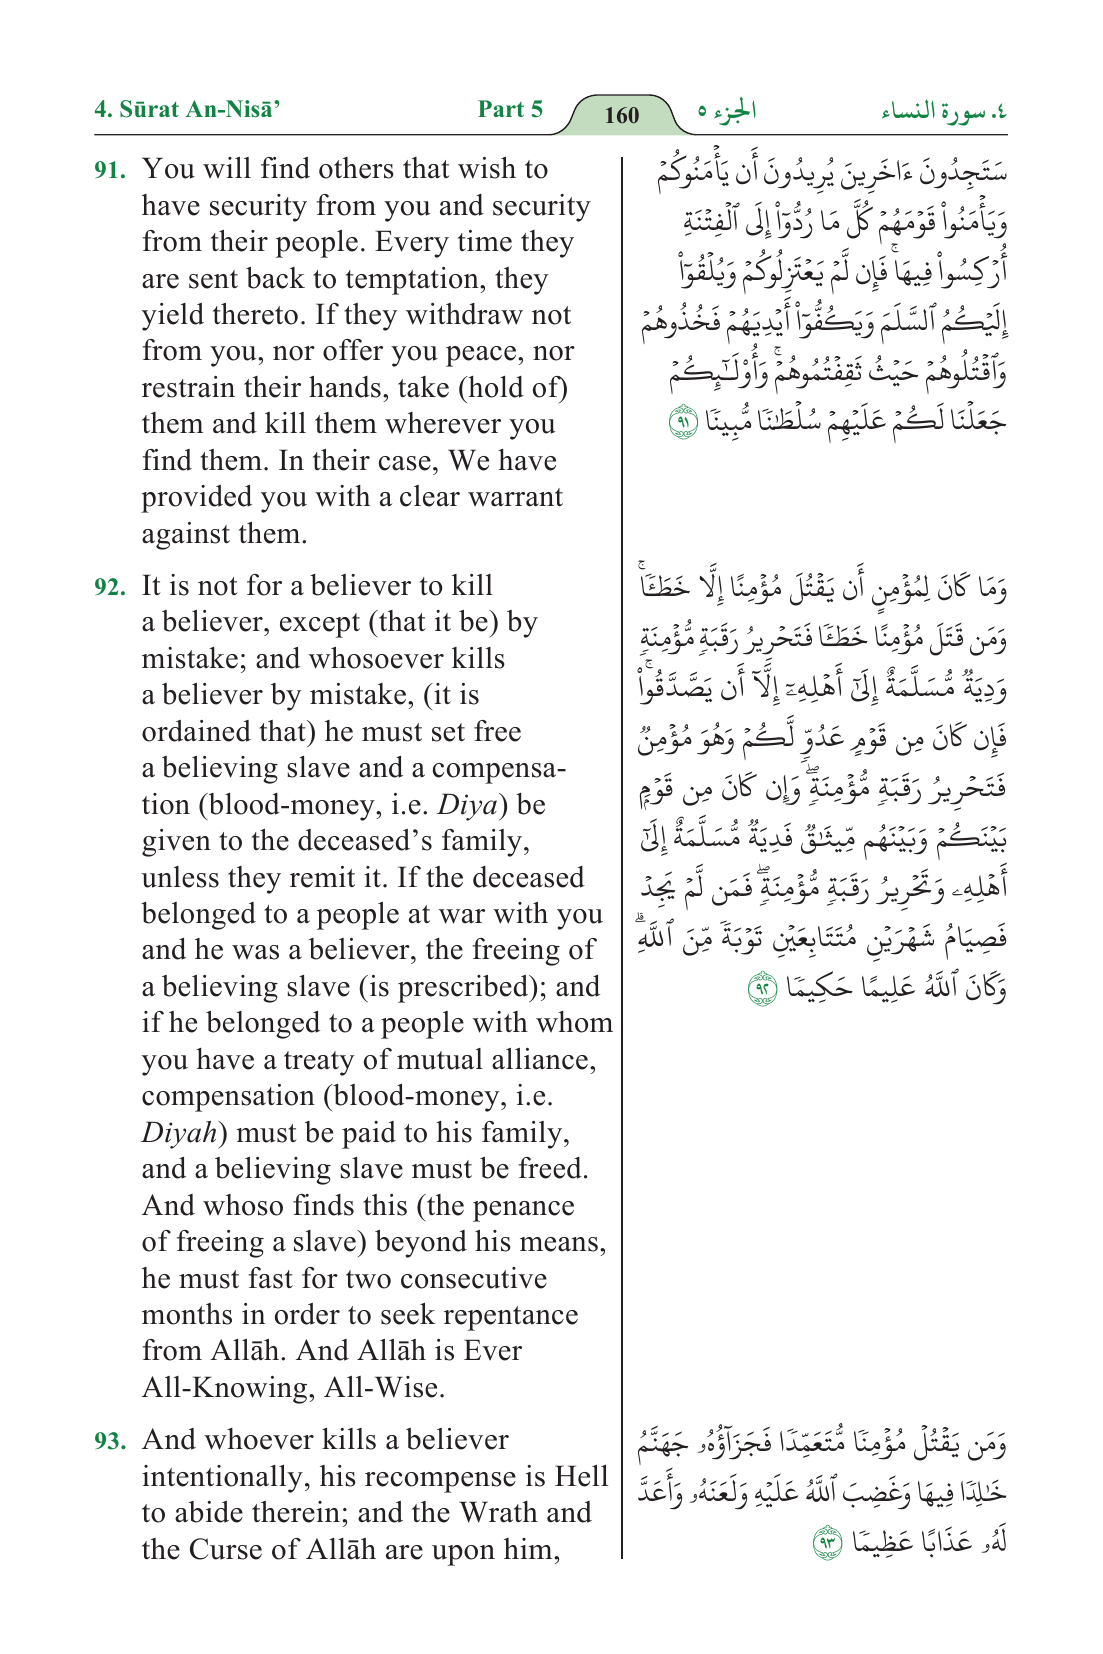 4. Sūrat An-Nisā’ Part 5 160 الجزء ٥ ٤. سورة النساء
91. You will find others that wish to
have security from you and security
from their people. Every time they
are sent back to temptation, they
yield thereto. If they withdraw not
from you, nor offer you peace, nor
restrain their hands, take (hold of)
them and kill them wherever you
find them. In their case, We have
provided you with a clear warrant
against them.
سَتَجِدُونَ ءَاخَرِينَ يُرِيدُونَ أَن يَأْمَنُوكُمْ
وَيَأْمَنُوا۟ قَوْمَهُمْ كُلَّ مَا رُدُّوٓا۟ إِلَى ٱلْفِتْنَةِ
أُرْكِسُوا۟ فِيهَا ۚ فَإِن لَّمْ يَعْتَزِلُوكُمْ وَيُلْقُوٓا۟
إِلَيْكُمُ ٱلسَّلَمَ وَيَكُفُّوٓا۟ أَيْدِيَهُمْ فَخُذُوهُمْ
وَٱقْتُلُوهُمْ حَيْثُ ثَقِفْتُمُوهُمْ ۚ وَأُو۟لَـٰٓئِكُمْ
جَعَلْنَا لَكُمْ عَلَيْهِمْ سُلْطَـٰنًا مُّبِينًا ٩١
92. It is not for a believer to kill
a believer, except (that it be) by
mistake; and whosoever kills
a believer by mistake, (it is
ordained that) he must set free
a believing slave and a compensa-
tion (blood-money, i.e. Diya) be
given to the deceased’s family,
unless they remit it. If the deceased
belonged to a people at war with you
and he was a believer, the freeing of
a believing slave (is prescribed); and
if he belonged to a people with whom
you have a treaty of mutual alliance,
compensation (blood-money, i.e.
Diyah) must be paid to his family,
and a believing slave must be freed.
And whoso finds this (the penance
of freeing a slave) beyond his means,
he must fast for two consecutive
months in order to seek repentance
from Allāh. And Allāh is Ever
All-Knowing, All-Wise.
وَمَا كَانَ لِمُؤْمِنٍ أَن يَقْتُلَ مُؤْمِنًا إِلَّا خَطَـًٔا ۚ
وَمَن قَتَلَ مُؤْمِنًا خَطَـًٔا فَتَحْرِيرُ رَقَبَةٍ مُّؤْمِنَةٍ
وَدِيَةٌ مُّسَلَّمَةٌ إِلَىٰٓ أَهْلِهِۦٓ إِلَّآ أَن يَصَّدَّقُوا۟ ۚ
فَإِن كَانَ مِن قَوْمٍ عَدُوٍّ لَّكُمْ وَهُوَ مُؤْمِنٌ
فَتَحْرِيرُ رَقَبَةٍ مُّؤْمِنَةٍ ۖ وَإِن كَانَ مِن قَوْمٍۭ
بَيْنَكُمْ وَبَيْنَهُم مِّيثَـٰقٌ فَدِيَةٌ مُّسَلَّمَةٌ إِلَىٰٓ
أَهْلِهِۦ وَتَحْرِيرُ رَقَبَةٍ مُّؤْمِنَةٍ ۖ فَمَن لَّمْ يَجِدْ
فَصِيَامُ شَهْرَيْنِ مُتَتَابِعَيْنِ تَوْبَةً مِّنَ ٱللَّهِ ۗ
وَكَانَ ٱللَّهُ عَلِيمًا حَكِيمًا ٩٢
93. And whoever kills a believer
intentionally, his recompense is Hell
to abide therein; and the Wrath and
the Curse of Allāh are upon him,
وَمَن يَقْتُلْ مُؤْمِنًا مُّتَعَمِّدًا فَجَزَآؤُهُۥ جَهَنَّمُ
خَـٰلِدًا فِيهَا وَغَضِبَ ٱللَّهُ عَلَيْهِ وَلَعَنَهُۥ وَأَعَدَّ
لَهُۥ عَذَابًا عَظِيمًا ٩٣